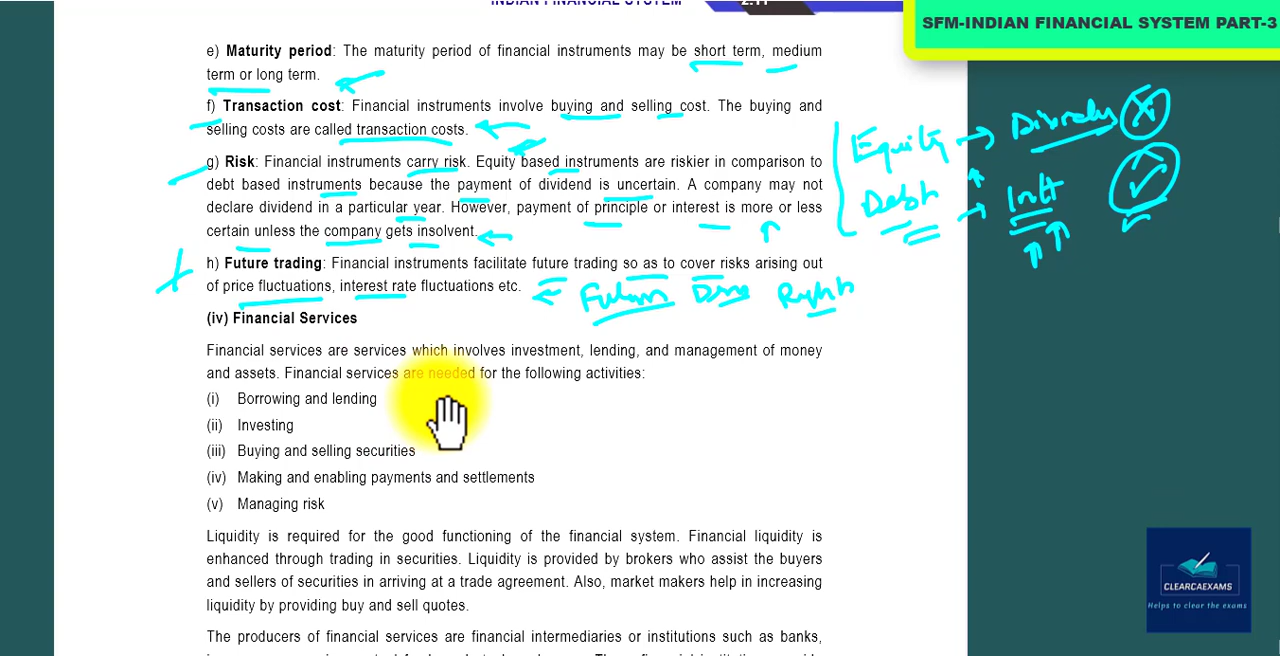 INDIAN FINANCIAL SYSTEM 2.11
SFM-INDIAN FINANCIAL SYSTEM PART-3
e) Maturity period: The maturity period of financial instruments may be short term, medium
term or long term.
f) Transaction cost: Financial instruments involve buying and selling cost. The buying and
selling costs are called transaction costs.
g) Risk: Financial instruments carry risk. Equity based instruments are riskier in comparison to
debt based instruments because the payment of dividend is uncertain. A company may not
declare dividend in a particular year. However, payment of principle or interest is more or less
certain unless the company gets insolvent.
h) Future trading: Financial instruments facilitate future trading so as to cover risks arising out
of price fluctuations, interest rate fluctuations etc.
Equity
Debt
Rights
(iv) Financial Services
Financial services are services which involves investment, lending, and management of money
and assets. Financial services are needed for the following activities:
(i) Borrowing and lending
(ii) Investing
(iii) Buying and selling securities
(iv) Making and enabling payments and settlements
(v) Managing risk
Liquidity is required for the good functioning of the financial system. Financial liquidity is
enhanced through trading in securities. Liquidity is provided by brokers who assist the buyers
and sellers of securities in arriving at a trade agreement. Also, market makers help in increasing
liquidity by providing buy and sell quotes.
The producers of financial services are financial intermediaries or institutions such as banks,
CLEARCAEXAMS
Helps to clear the exams